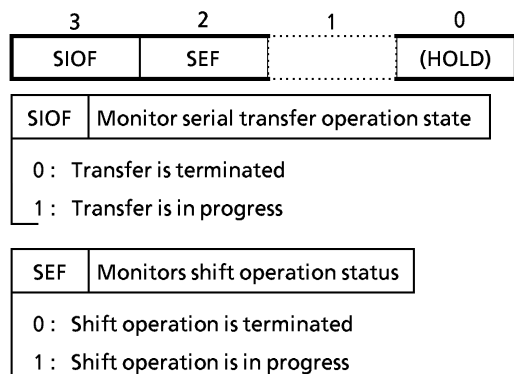 3 2 1 0
SIOF SEF (HOLD)
SIOF Monitor serial transfer operation state
0 : Transfer is terminated
1 : Transfer is in progress
SEF Monitors shift operation status
0 : Shift operation is terminated
1 : Shift operation is in progress